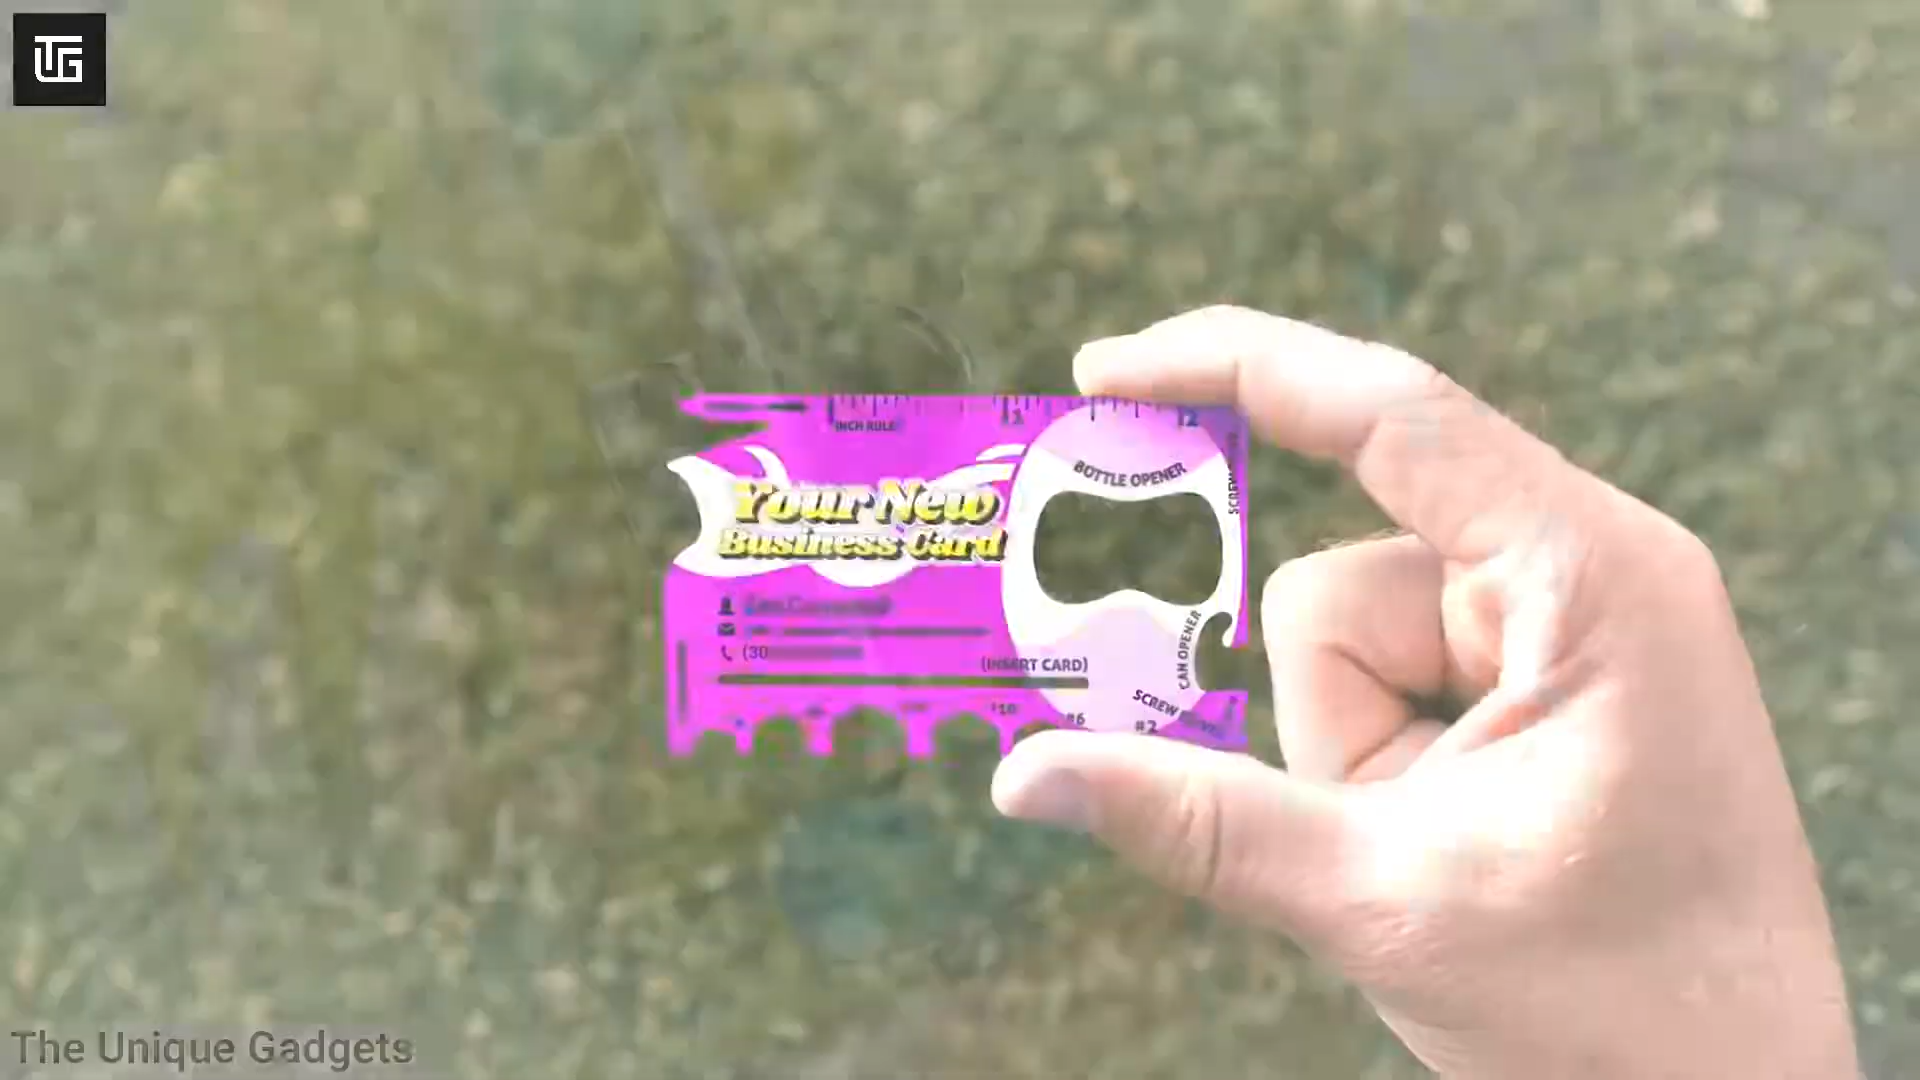 INCH RULE
1
2
BOTTLE OPENER
Your New
Business Card
(30
(INSERT CARD)
CAN OPENER
SCREW
#10
#6
#2
The Unique Gadgets